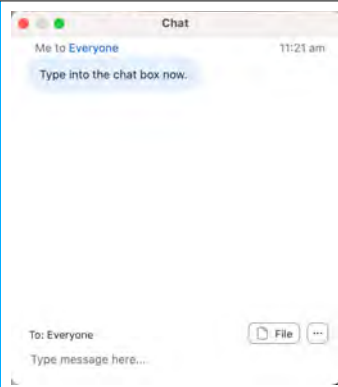 Chat
Me to Everyone 11:21 am
Type into the chat box now.
To: Everyone File ...
Type message here...